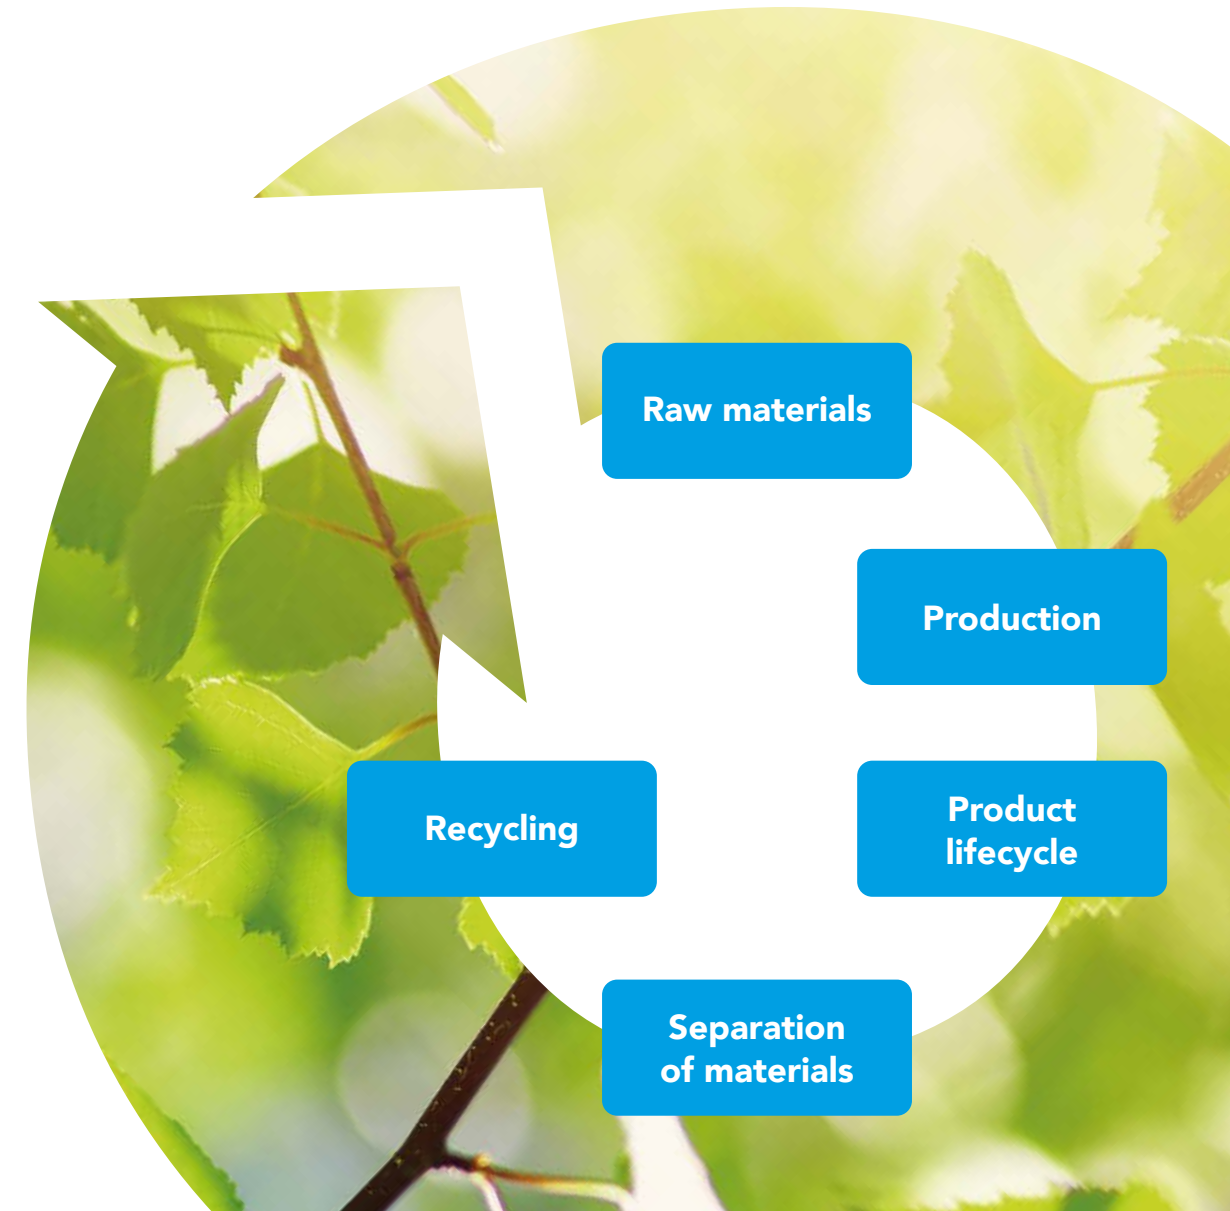 Raw materials
Production
Product
lifecycle
Separation
of materials
Recycling